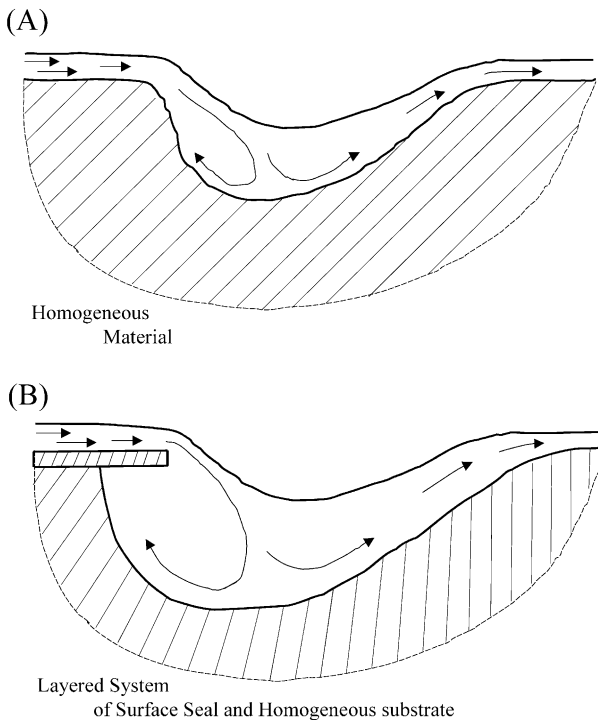 (A)
Homogeneous
Material
(B)
Layered System
of Surface Seal and Homogeneous substrate